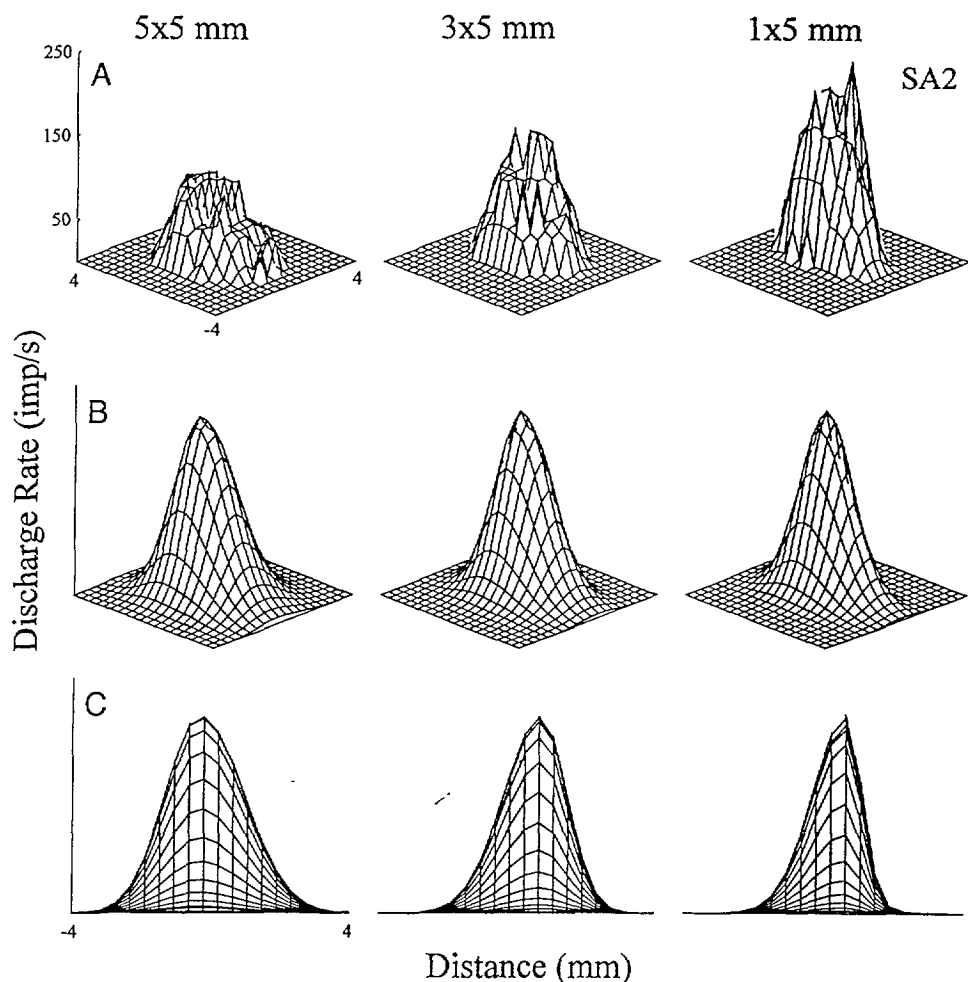 5x5 mm 3x5 mm 1x5 mm
A
SA2
250
150
50
4
-4
4
B
C
Discharge Rate (imp/s)
-4
4
Distance (mm)